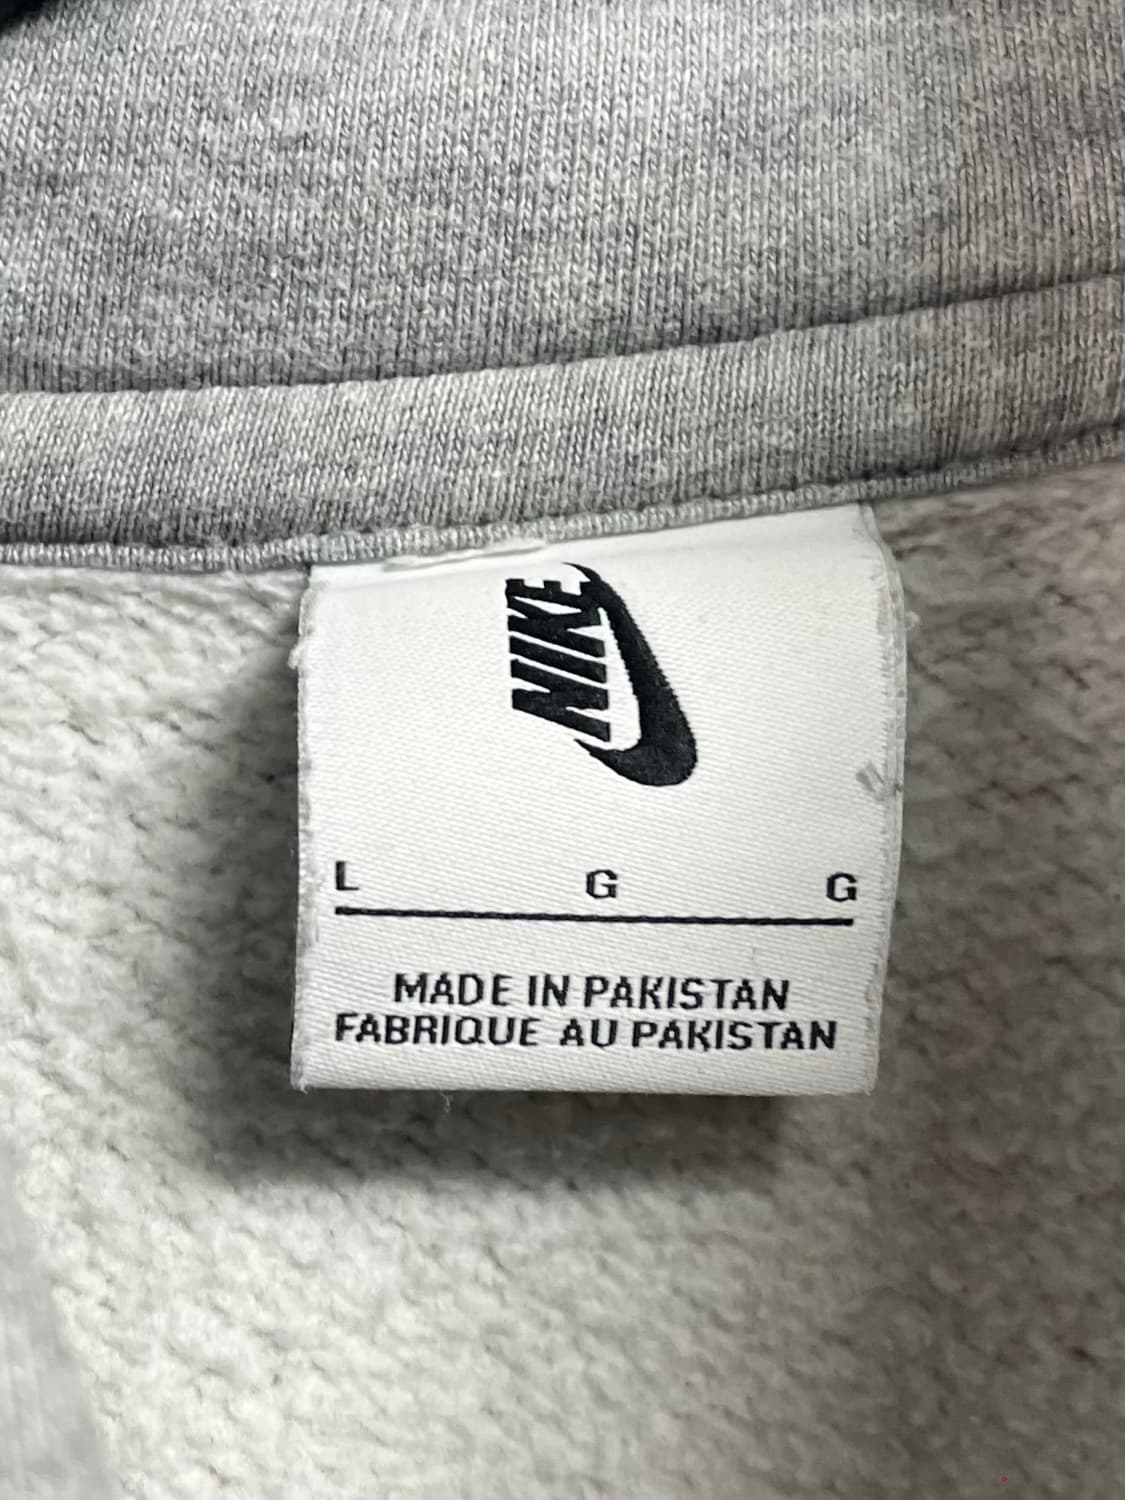 NIKE
L G G
MADE IN PAKISTAN
FABRIQUE AU PAKISTAN